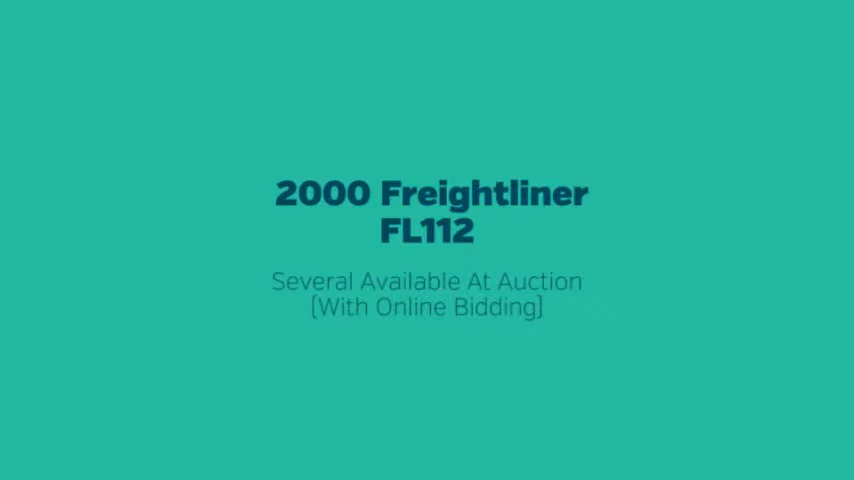 2000 Freightliner
FL112
Several Available At Auction
[With Online Bidding]